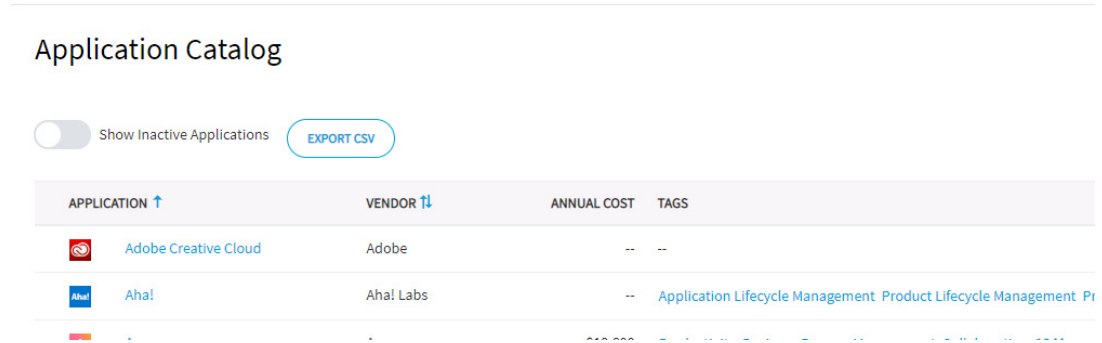 Application Catalog
Show Inactive Applications EXPORT CSV
APPLICATION VENDOR ANNUAL COST TAGS
Adobe Creative Cloud Adobe -- --
Aha! Aha! Aha! Labs -- Application Lifecycle Management Product Lifecycle Management